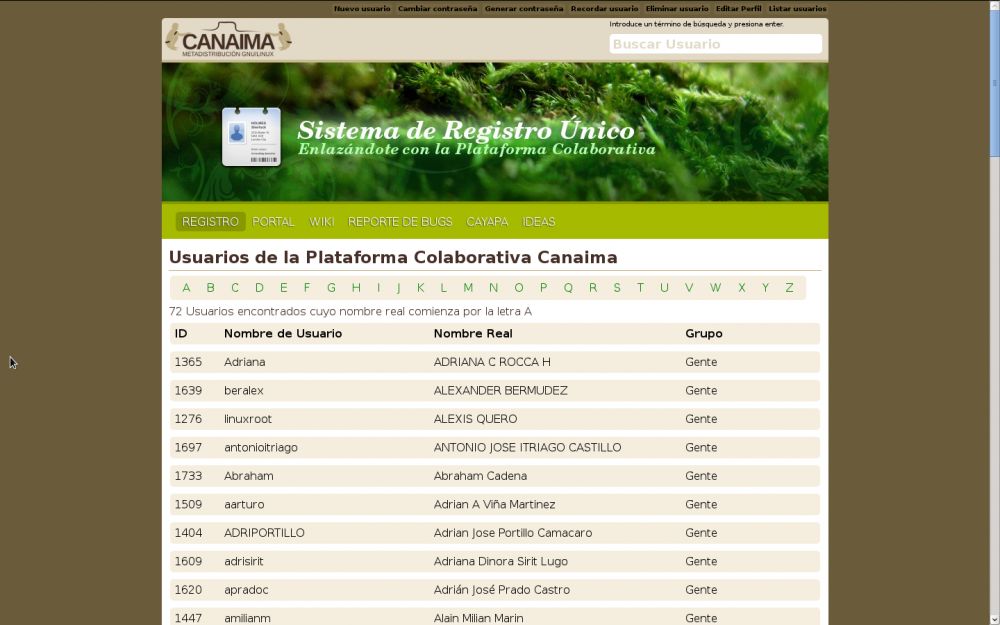 Nuevo usuario Cambiar contraseña Generar contraseña Recordar usuario Eliminar usuario Editar Perfil Listar usuarios
CANAIMA
METADISTRIBUCIÓN GNU/LINUX
Introduce un término de búsqueda y presiona enter.
Buscar Usuario
Sistema de Registro Único
Enlazándote con la Plataforma Colaborativa
REGISTRO PORTAL WIKI REPORTE DE BUGS CAYAPA IDEAS
Usuarios de la Plataforma Colaborativa Canaima
A B C D E F G H I J K L M N O P Q R S T U V W X Y Z
72 Usuarios encontrados cuyo nombre real comienza por la letra A
ID Nombre de Usuario Nombre Real Grupo
1365 Adriana ADRIANA C ROCCA H Gente
1639 beralex ALEXANDER BERMUDEZ Gente
1276 linuxroot ALEXIS QUERO Gente
1697 antonioitriago ANTONIO JOSE ITRIAGO CASTILLO Gente
1733 Abraham Abraham Cadena Gente
1509 aarturo Adrian A Viña Martinez Gente
1404 ADRIPORTILLO Adrian Jose Portillo Camacaro Gente
1609 adrisirit Adriana Dinora Sirit Lugo Gente
1620 apradoc Adrián José Prado Castro Gente
1447 amilianm Alain Milian Marin Gente